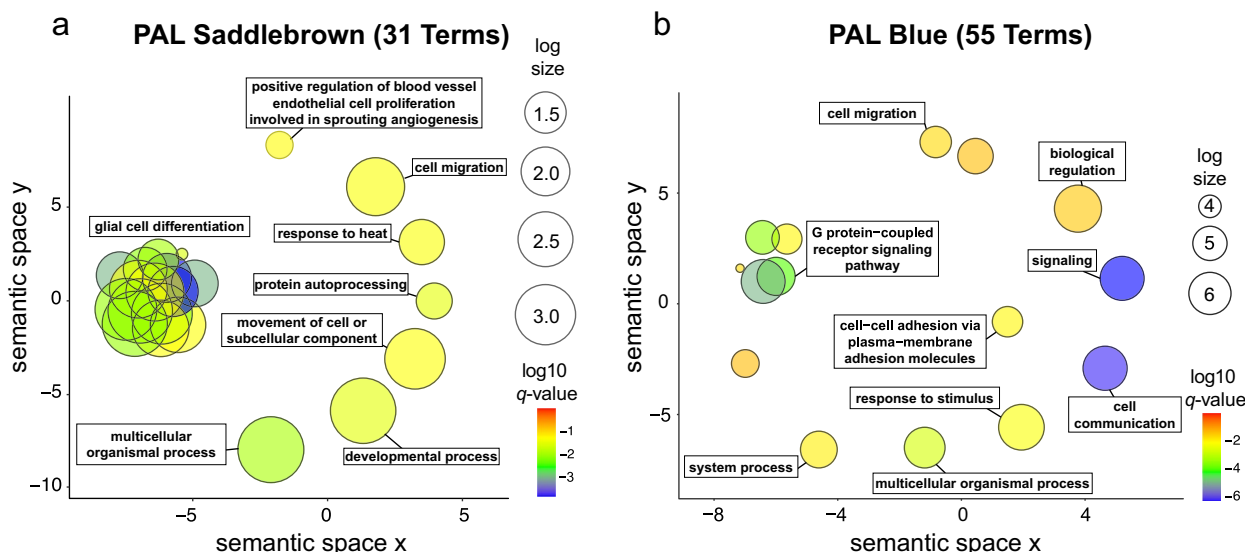 a
PAL Saddlebrown (31 Terms)
log
size
1.5
2.0
2.5
3.0
log10
q-value
−1
−2
−3
positive regulation of blood vessel
endothelial cell proliferation
involved in sprouting angiogenesis
cell migration
glial cell differentiation
response to heat
protein autoprocessing
movement of cell or
subcellular component
multicellular
organismal process
developmental process
semantic space y
5
0
−5
−10
−5
0
5
semantic space x
b
PAL Blue (55 Terms)
log
size
4
5
6
log10
q-value
−2
−4
−6
cell migration
biological
regulation
G protein−coupled
receptor signaling
pathway
signaling
cell−cell adhesion via
plasma−membrane
adhesion molecules
response to stimulus
cell
communication
system process
multicellular organismal process
semantic space y
5
0
−5
−8
−4
0
4
semantic space x